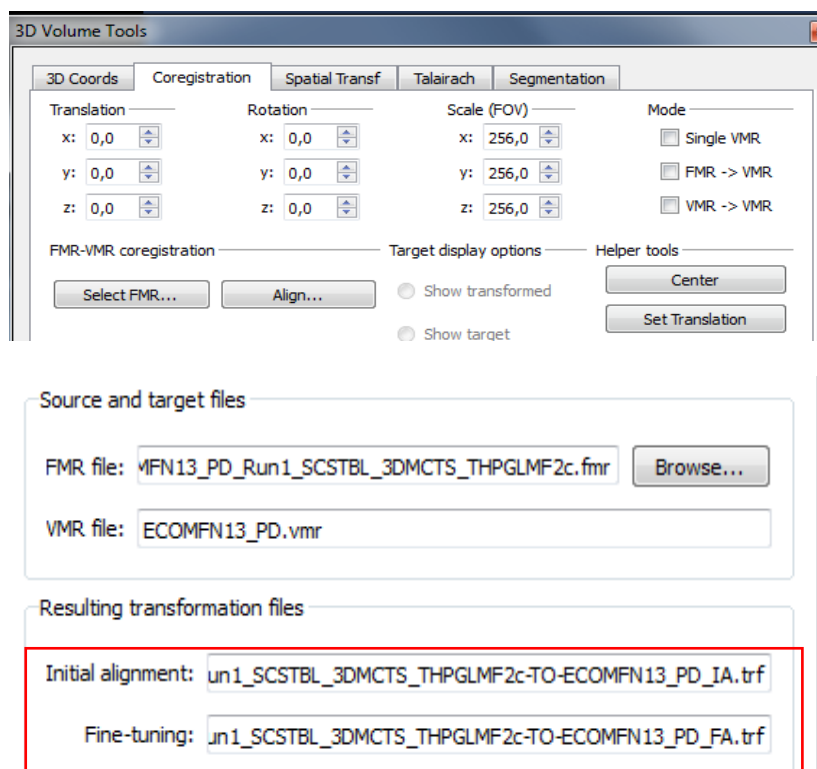 3D Volume Tools
3D Coords Coregistration Spatial Transf Talairach Segmentation
Translation Rotation Scale (FOV) Mode
x: 0,0 x: 0,0 x: 256,0 Single VMR
y: 0,0 y: 0,0 y: 256,0 FMR -> VMR
z: 0,0 z: 0,0 z: 256,0 VMR -> VMR
FMR-VMR coregistration Target display options Helper tools
Select FMR... Align... Show transformed Center
Show target Set Translation
Source and target files
FMR file: MFN13_PD_Run1_SCSTBL_3DMCTS_THPGLMF2c.fmr Browse...
VMR file: ECOMFN13_PD.vmr
Resulting transformation files
Initial alignment: un1_SCSTBL_3DMCTS_THPGLMF2c-TO-ECOMFN13_PD_IA.trf
Fine-tuning: un1_SCSTBL_3DMCTS_THPGLMF2c-TO-ECOMFN13_PD_FA.trf